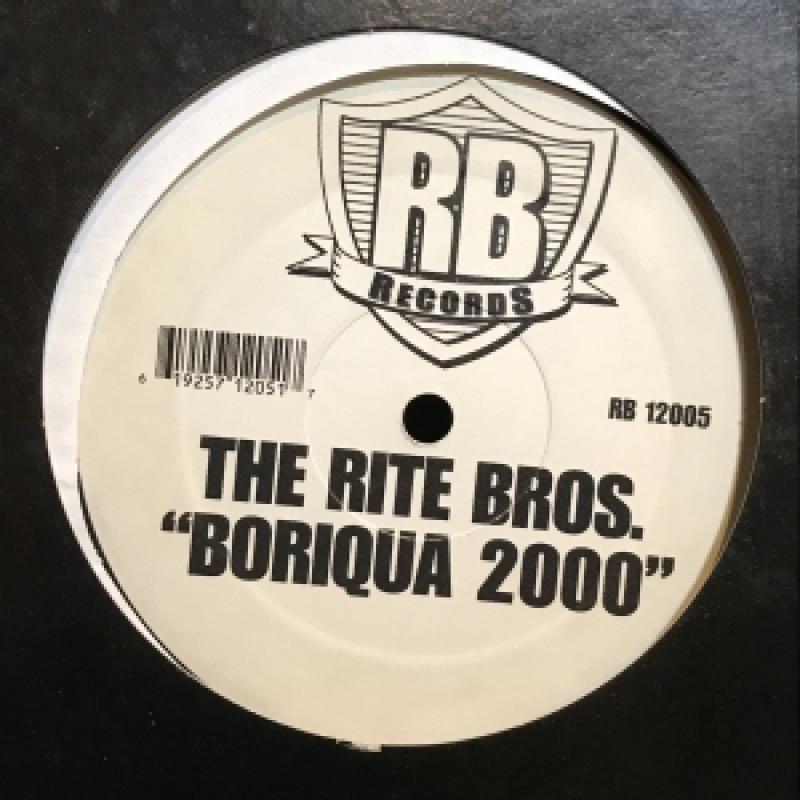 RB
RECORDS
6 19257 12051 7
RB 12005
THE RITE BROS.
“BORIQUA 2000”